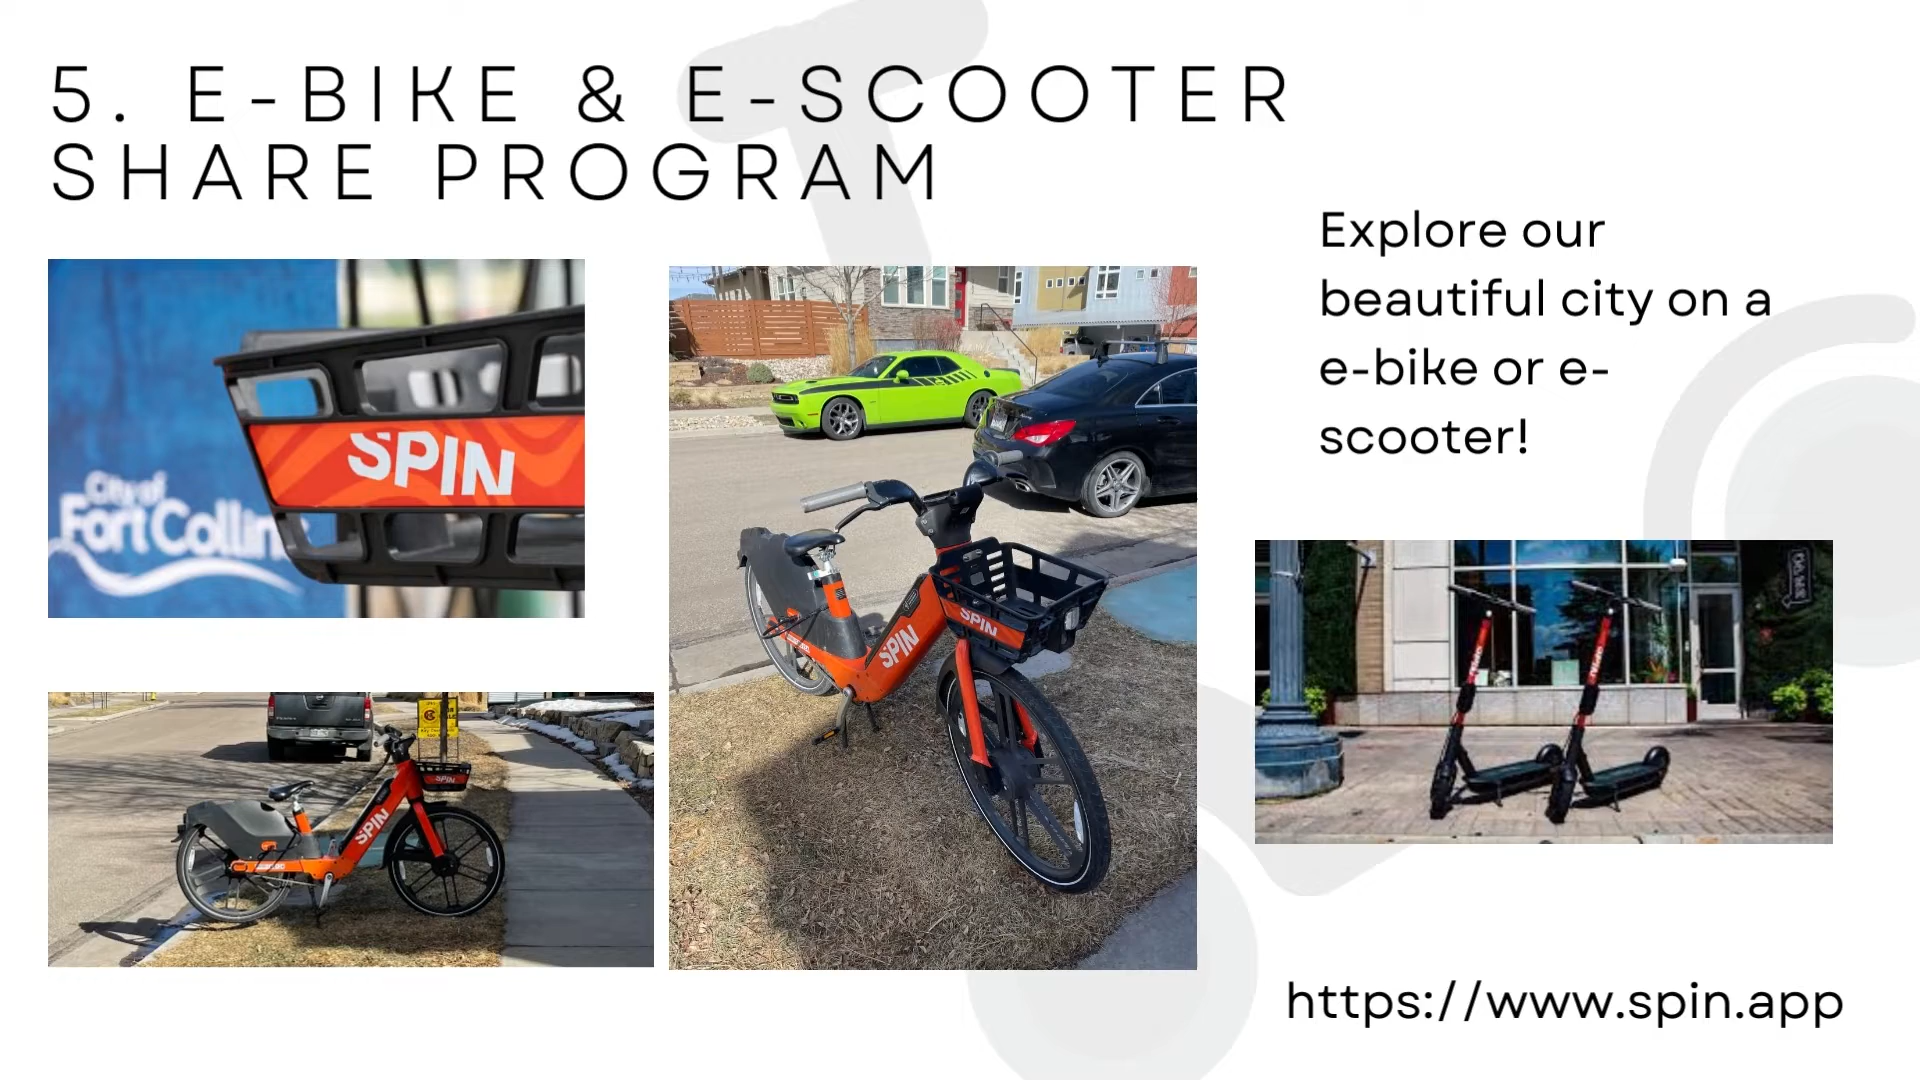 5. E-BIKE & E-SCOOTER
SHARE PROGRAM
Explore our
beautiful city on a
e-bike or e-
scooter!
SPIN
City of
Fort Collin
SPIN
SPIN
SPIN
SPIN
https://www.spin.app